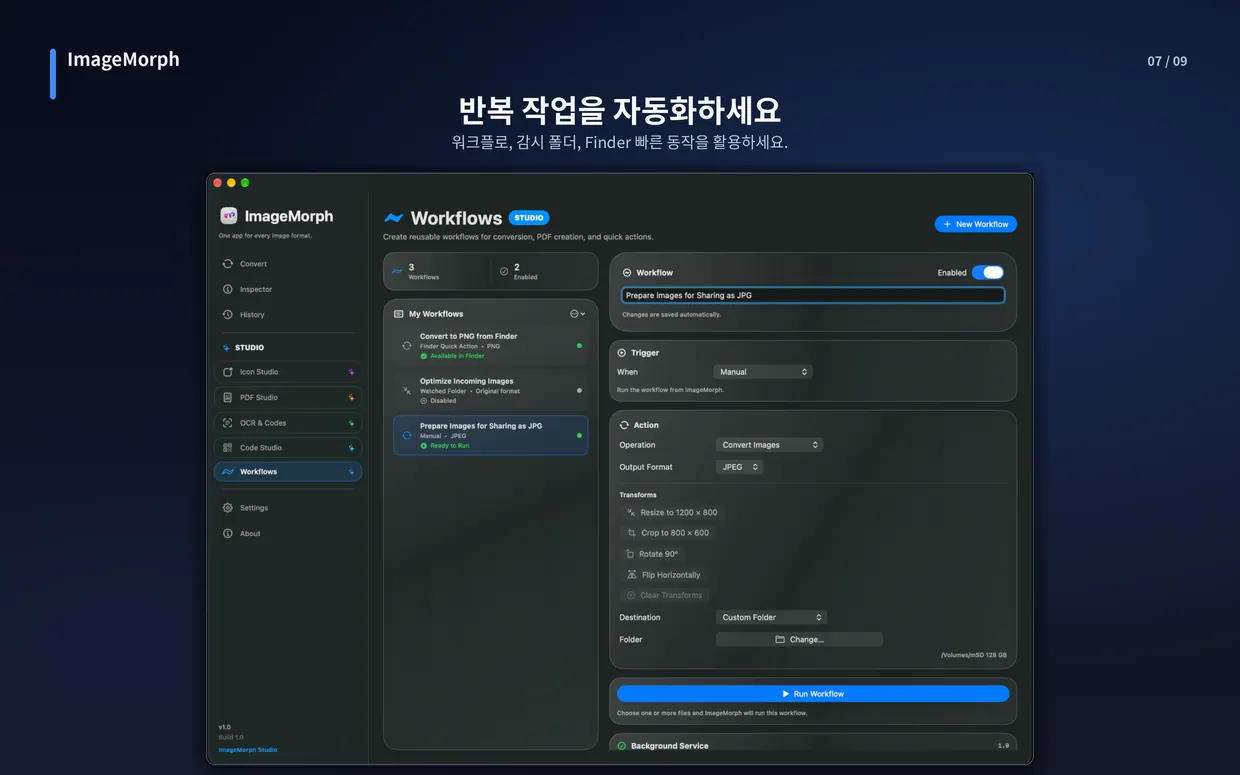 ImageMorph
07 / 09
반복 작업을 자동화하세요
워크플로, 감시 폴더, Finder 빠른 동작을 활용하세요.
ImageMorph
One app for every image format.
Convert
Inspector
History
STUDIO
Icon Studio
PDF Studio
OCR & Codes
Code Studio
Workflows
Settings
About
v1.0
Build 1.0
ImageMorph Studio
Workflows STUDIO
Create reusable workflows for conversion, PDF creation, and quick actions.
New Workflow
3
Workflows
2
Enabled
My Workflows
Convert to PNG from Finder
Finder Quick Action • PNG
Available in Finder
Optimize Incoming Images
Watched Folder • Original format
Disabled
Prepare Images for Sharing as JPG
Manual • JPEG
Ready to Run
Workflow
Enabled
Prepare Images for Sharing as JPG
Changes are saved automatically.
Trigger
When Manual
Run the workflow from ImageMorph.
Action
Operation Convert Images
Output Format JPEG
Transforms
Resize to 1200 × 800
Crop to 800 × 600
Rotate 90°
Flip Horizontally
Clear Transforms
Destination Custom Folder
Folder Change...
/Volumes/mSD 128 GB
Run Workflow
Choose one or more files and ImageMorph will run this workflow.
Background Service 1.0